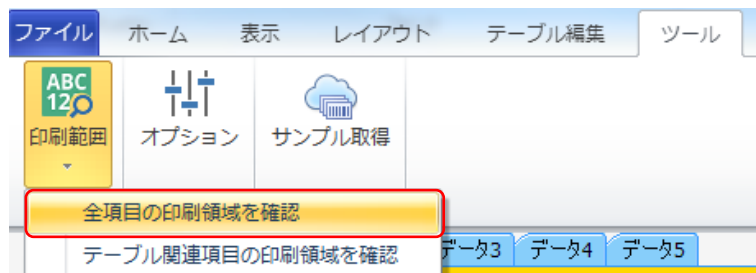 ファイル ホーム 表示 レイアウト テーブル編集 ツール
ABC
12
印刷範囲 オプション サンプル取得
全項目の印刷領域を確認
テーブル関連項目の印刷領域を確認
データ3 データ4 データ5